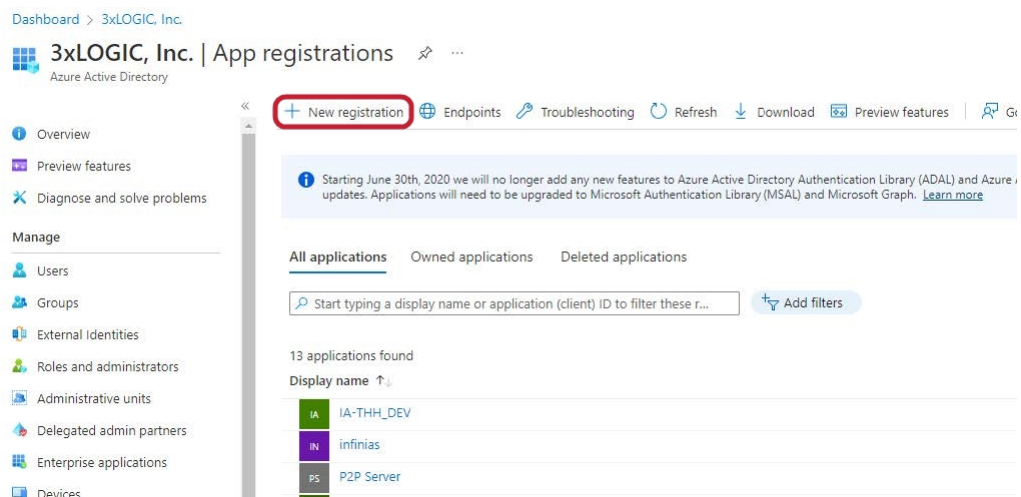 Dashboard > 3xLOGIC, Inc.
3xLOGIC, Inc. | App registrations
Azure Active Directory
Overview
Preview features
Diagnose and solve problems
Manage
Users
Groups
External Identities
Roles and administrators
Administrative units
Delegated admin partners
Enterprise applications
Devices
New registration Endpoints Troubleshooting Refresh Download Preview features
Starting June 30th, 2020 we will no longer add any new features to Azure Active Directory Authentication Library (ADAL) and Azure
updates. Applications will need to be upgraded to Microsoft Authentication Library (MSAL) and Microsoft Graph. Learn more
All applications Owned applications Deleted applications
Start typing a display name or application (client) ID to filter these r...
Add filters
13 applications found
Display name
IA IA-THH_DEV
IN infinias
PS P2P Server